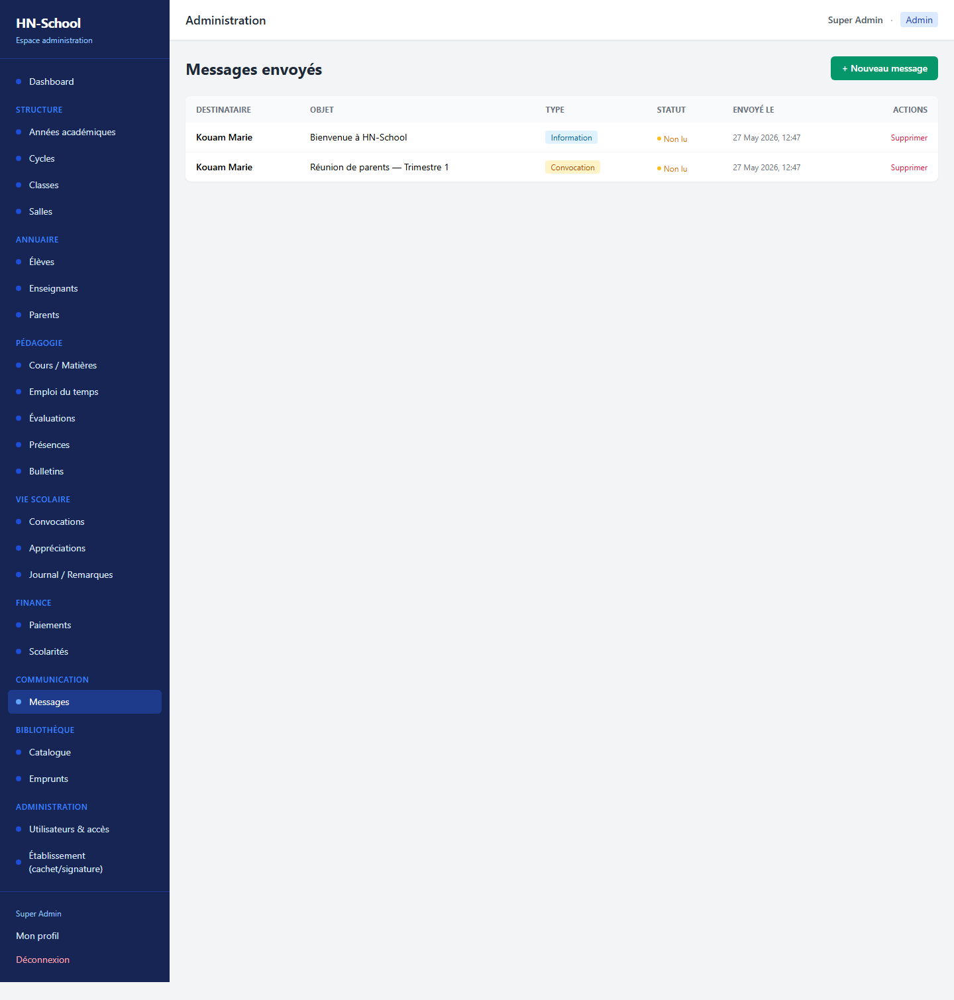 HN-School
Espace administration
Dashboard
STRUCTURE
Années académiques
Cycles
Classes
Salles
ANNUAIRE
Élèves
Enseignants
Parents
PÉDAGOGIE
Cours / Matières
Emploi du temps
Évaluations
Présences
Bulletins
VIE SCOLAIRE
Convocations
Appréciations
Journal / Remarques
FINANCE
Paiements
Scolarités
COMMUNICATION
Messages
BIBLIOTHÈQUE
Catalogue
Emprunts
ADMINISTRATION
Utilisateurs & accès
Établissement
(cachet/signature)
Super Admin
Mon profil
Déconnexion
Administration
Super Admin · Admin
Messages envoyés
+ Nouveau message
DESTINATAIRE OBJET TYPE STATUT ENVOYÉ LE ACTIONS
Kouam Marie Bienvenue à HN-School Information Non lu 27 May 2026, 12:47 Supprimer
Kouam Marie Réunion de parents — Trimestre 1 Convocation Non lu 27 May 2026, 12:47 Supprimer